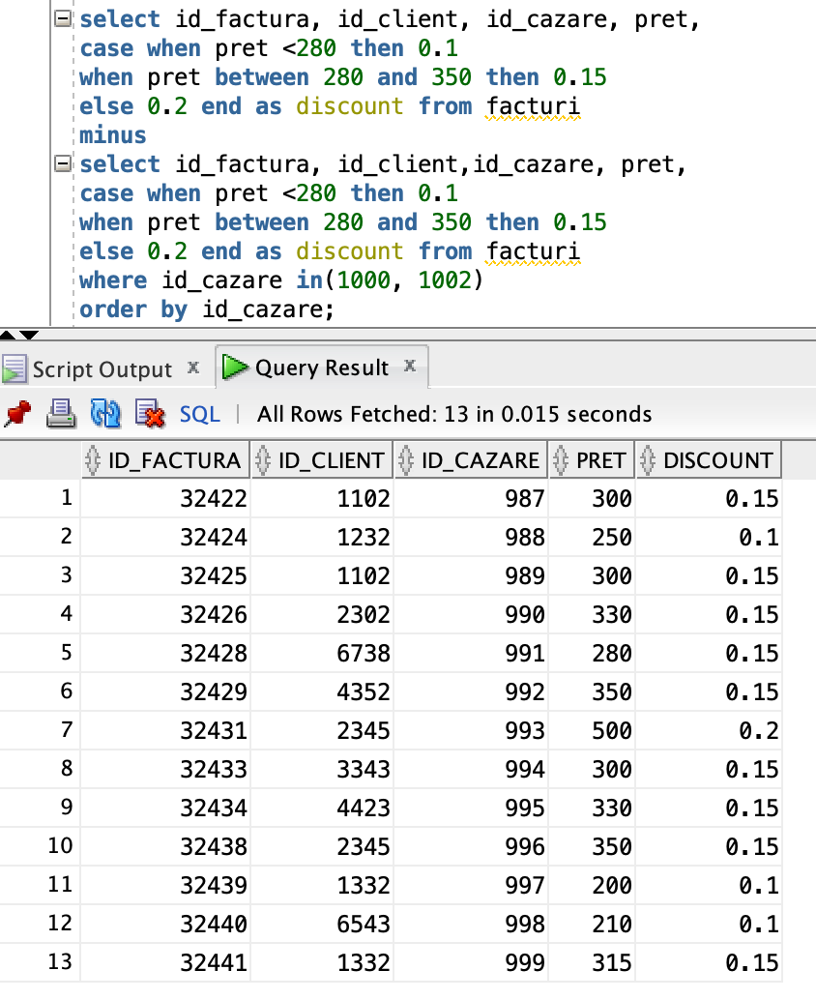 select id_factura, id_client, id_cazare, pret,
case when pret <280 then 0.1
when pret between 280 and 350 then 0.15
else 0.2 end as discount from facturi
minus
select id_factura, id_client,id_cazare, pret,
case when pret <280 then 0.1
when pret between 280 and 350 then 0.15
else 0.2 end as discount from facturi
where id_cazare in(1000, 1002)
order by id_cazare;
Script Output x Query Result x
SQL | All Rows Fetched: 13 in 0.015 seconds
ID_FACTURA ID_CLIENT ID_CAZARE PRET DISCOUNT
1 32422 1102 987 300 0.15
2 32424 1232 988 250 0.1
3 32425 1102 989 300 0.15
4 32426 2302 990 330 0.15
5 32428 6738 991 280 0.15
6 32429 4352 992 350 0.15
7 32431 2345 993 500 0.2
8 32433 3343 994 300 0.15
9 32434 4423 995 330 0.15
10 32438 2345 996 350 0.15
11 32439 1332 997 200 0.1
12 32440 6543 998 210 0.1
13 32441 1332 999 315 0.15